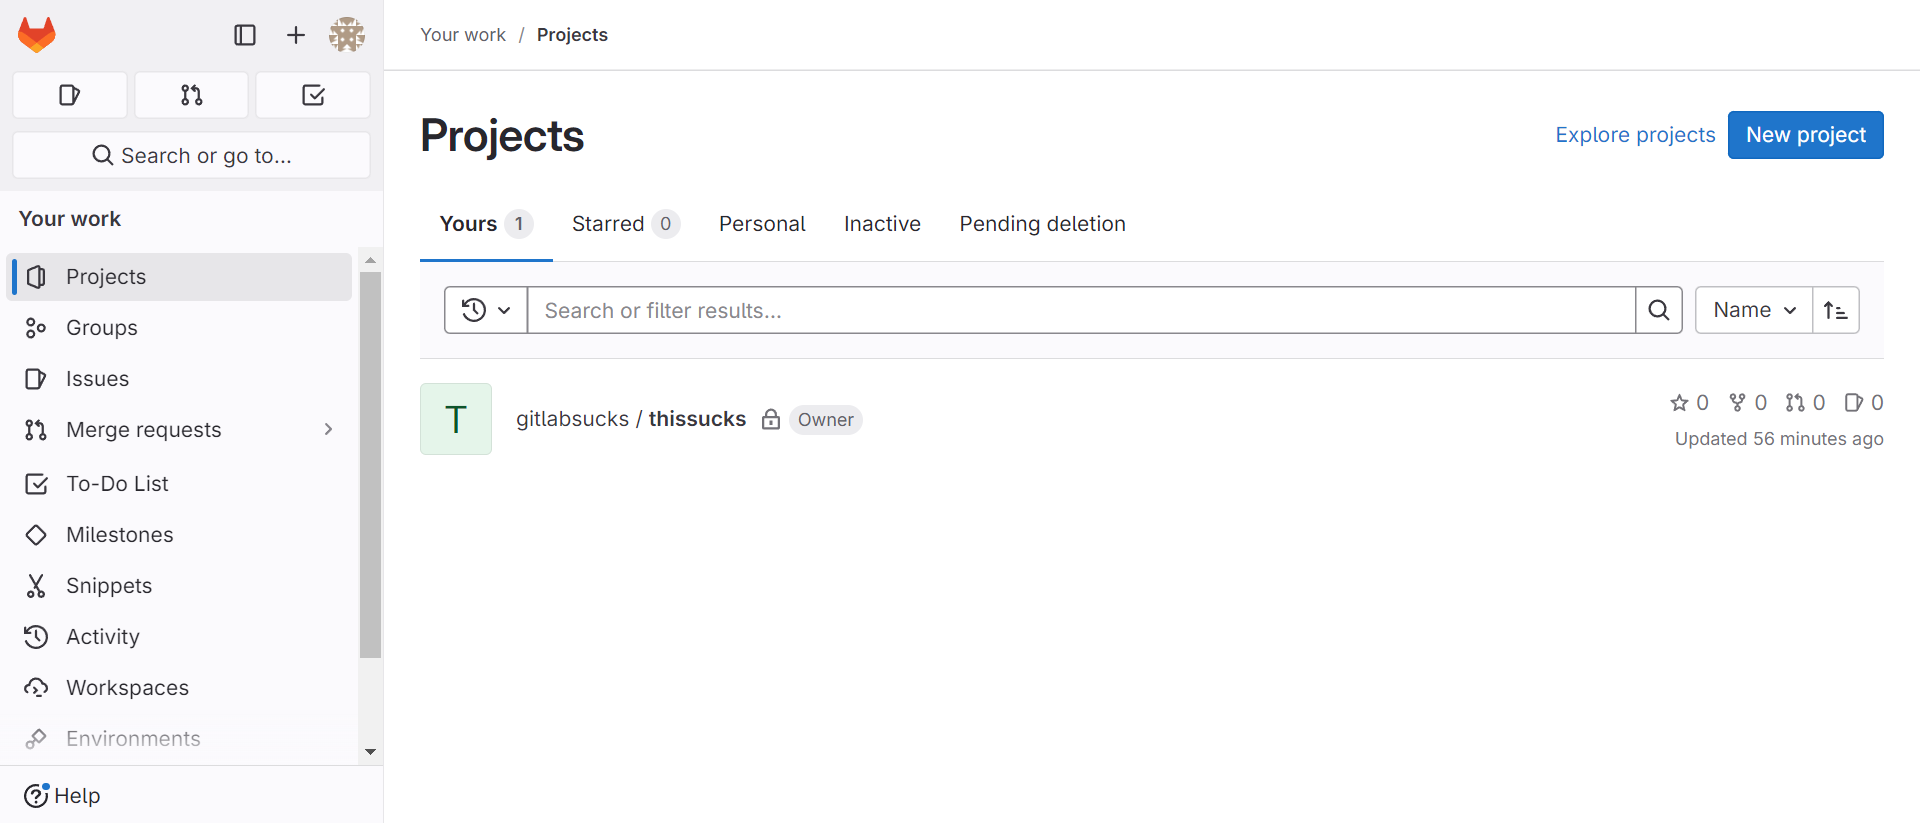 Your work / Projects
Search or go to...
Your work
Projects
Groups
Issues
Merge requests
To-Do List
Milestones
Snippets
Activity
Workspaces
Environments
Help
Projects
Explore projects
New project
Yours 1
Starred 0
Personal
Inactive
Pending deletion
Search or filter results...
Name
T
gitlabsucks / thissucks
Owner
0 0 0 0
Updated 56 minutes ago